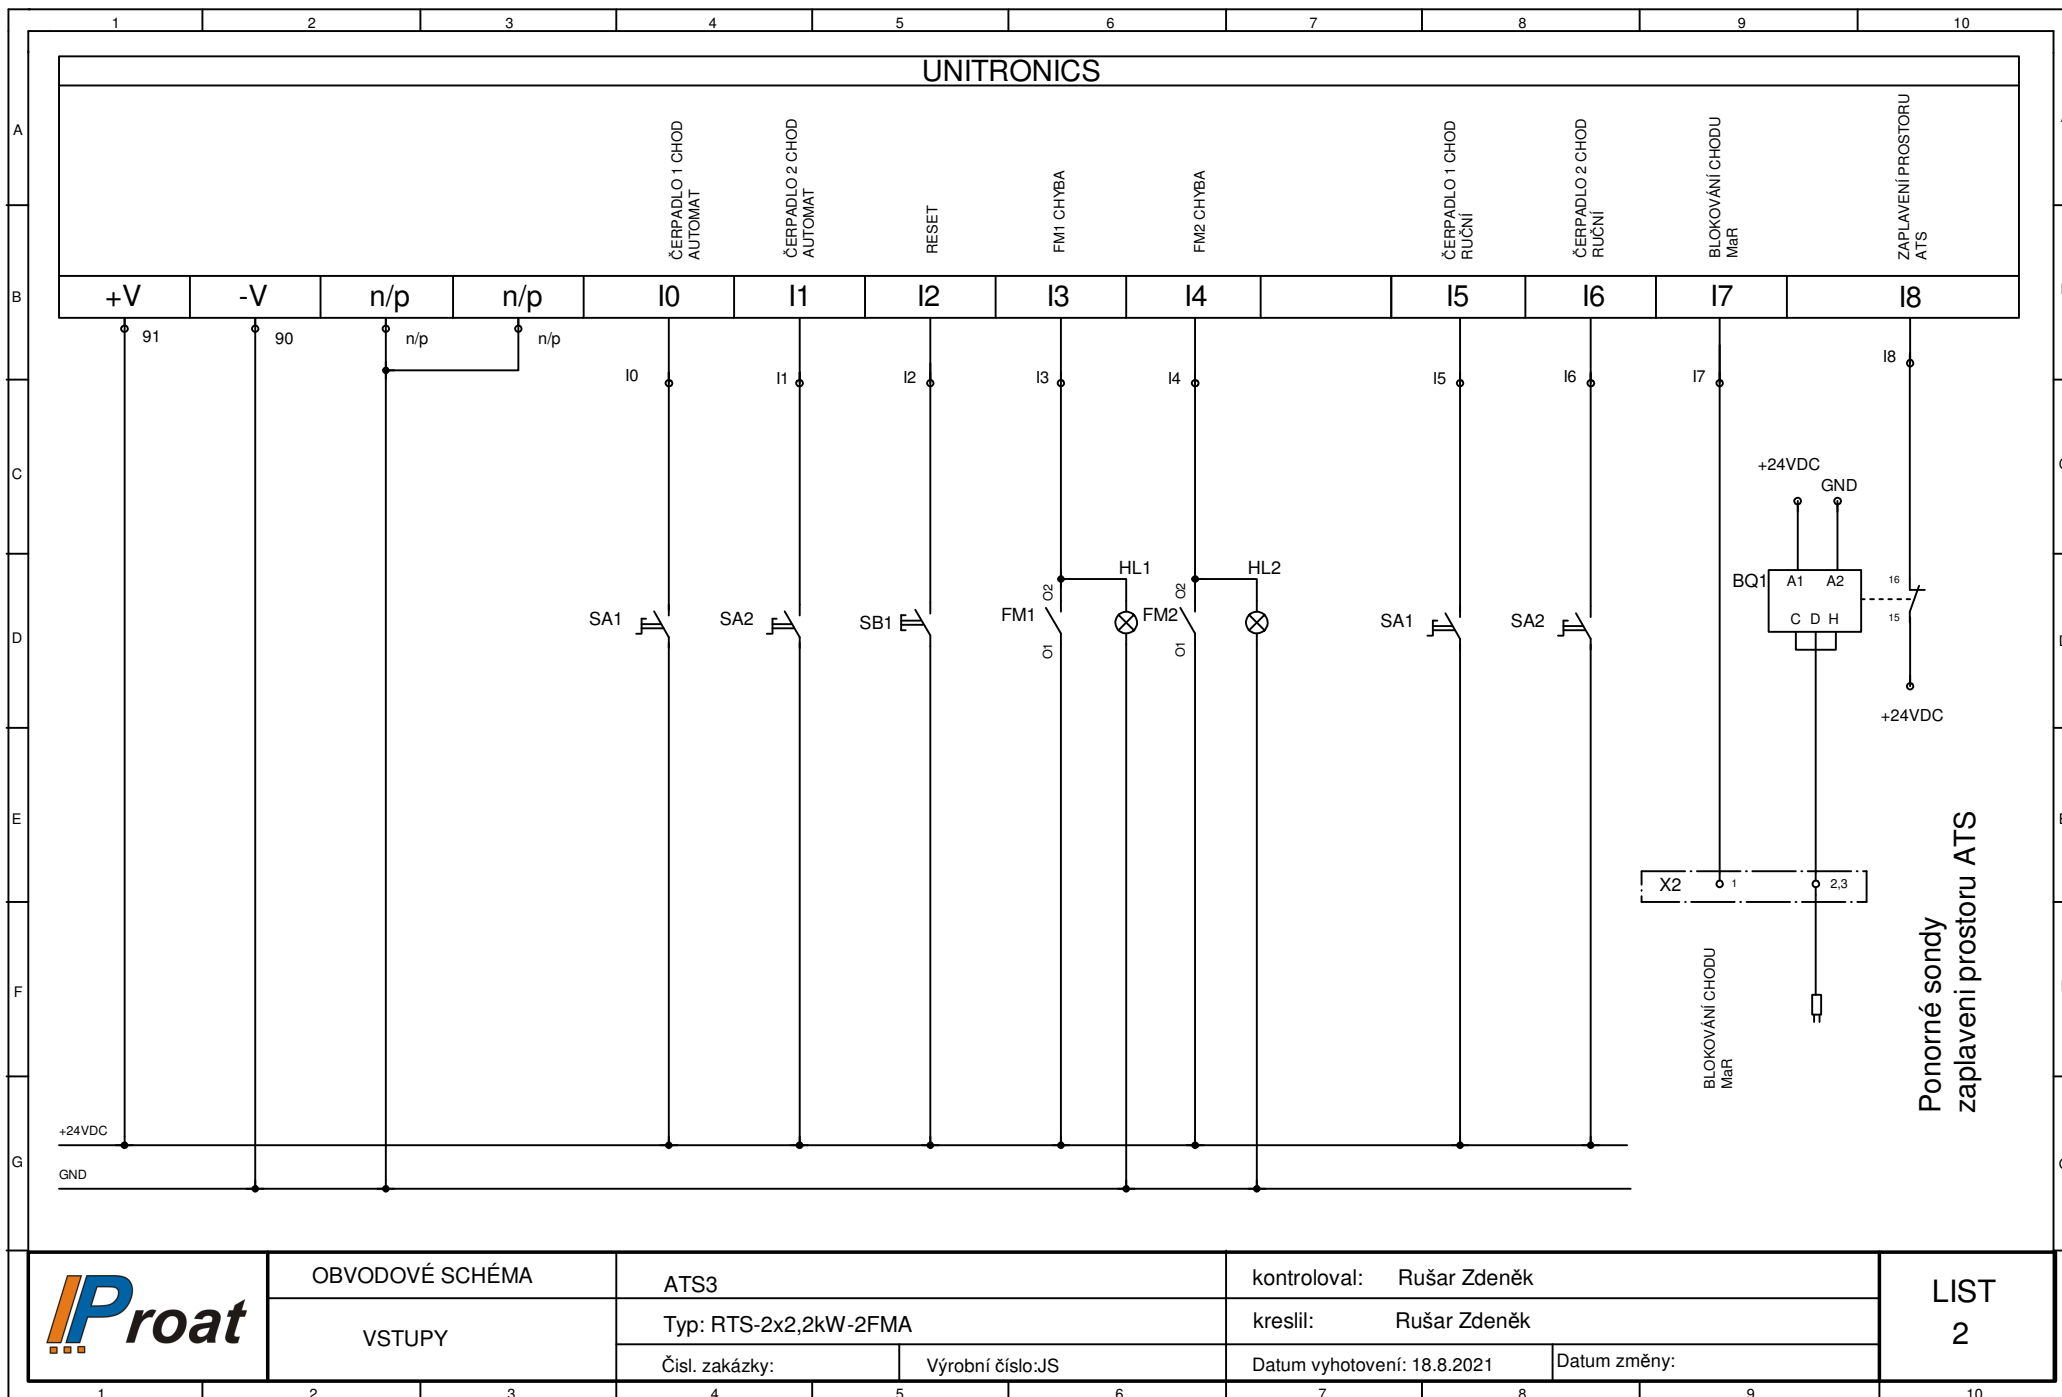 1 2 3 4 5 6 7 8 9 10
UNITRONICS
A
ČERPADLO 1 CHOD
AUTOMAT
ČERPADLO 2 CHOD
AUTOMAT
RESET
FM1 CHYBA
FM2 CHYBA
ČERPADLO 1 CHOD
RUČNÍ
ČERPADLO 2 CHOD
RUČNÍ
BLOKOVÁNÍ CHODU
MaR
ZAPLAVENÍ PROSTORU
ATS
B
+V -V n/p n/p I0 I1 I2 I3 I4 I5 I6 I7 I8
91 90 n/p n/p
I0 I1 I2 I3 I4 I5 I6 I7 I8
C
+24VDC
GND
HL1 HL2
BQ1 A1 A2 16
O2 O2
SA1 SA2 SB1 FM1 FM2 SA1 SA2
C D H 15
D
O1 O1
+24VDC
E
X2 1 2,3
Ponorné sondy
zaplaveni prostoru ATS
F
BLOKOVÁNÍ CHODU
MaR
+24VDC
G
GND
Proat
OBVODOVÉ SCHÉMA
VSTUPY
ATS3
Typ: RTS-2x2,2kW-2FMA
Čisl. zakázky:
Výrobní číslo:JS
kontroloval: Rušar Zdeněk
kreslil: Rušar Zdeněk
Datum vyhotovení: 18.8.2021
Datum změny:
LIST
2
1 2 3 4 5 6 7 8 9 10